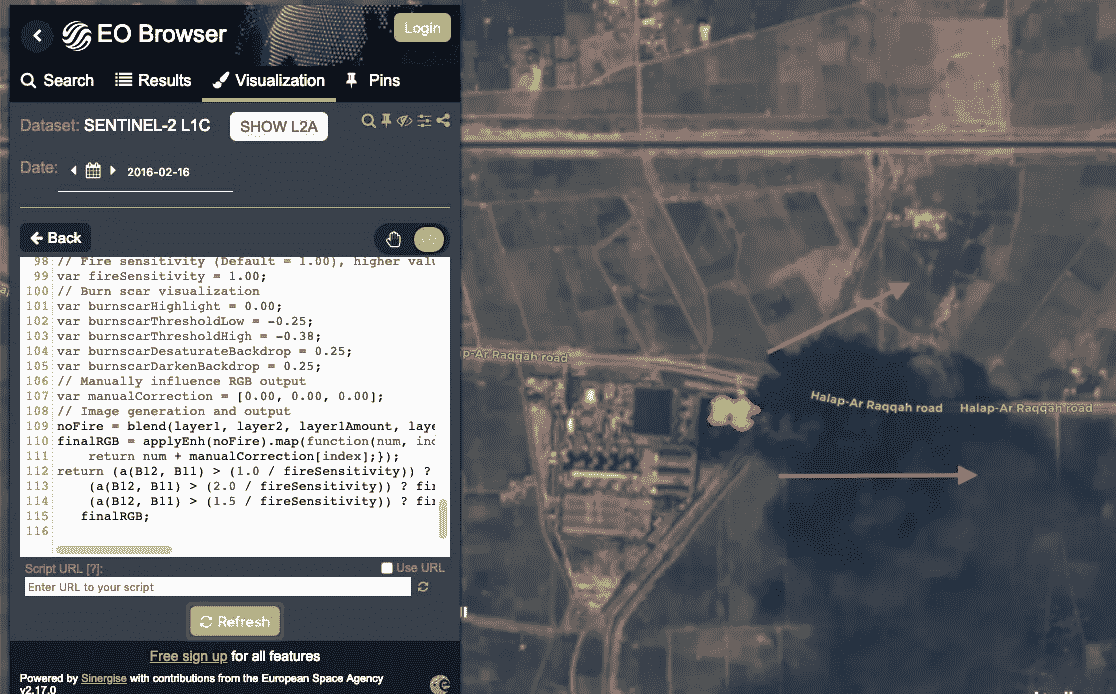 EO Browser
Login
Search
Results
Visualization
Pins
Dataset: SENTINEL-2 L1C
SHOW L2A
Date:
2016-02-16
Back
98 // Fire sensitivity (Default = 1.00), higher
99 var fireSensitivity = 1.00;
100 // Burn scar visualization
101 var burnscarHighlight = 0.00;
102 var burnscarThresholdLow = -0.25;
103 var burnscarThresholdHigh = -0.38;
104 var burnscarDesaturateBackdrop = 0.25;
105 var burnscarDarkenBackdrop = 0.25;
106 // Manually influence RGB output
107 var manualCorrection = [0.00, 0.00, 0.00];
108 // Image generation and output
109 noFire = blend(layer1, layer2, layer1Amount, laye
110 finalRGB = applyEnh(noFire).map(function(num, inc
111 return num + manualCorrection[index];});
112 return (a(B12, B11) > (1.0 / fireSensitivity)) ?
113 (a(B12, B11) > (2.0 / fireSensitivity)) ? fir
114 (a(B12, B11) > (1.5 / fireSensitivity)) ? fir
115 finalRGB;
116
Script URL [?]:
Use URL
Enter URL to your script
Refresh
Free sign up for all features
Powered by Sinergise with contributions from the European Space Agency
v2.17.0
p-Ar Raqqah road
Halap-Ar Raqqah road
Halap-Ar Raqqah road